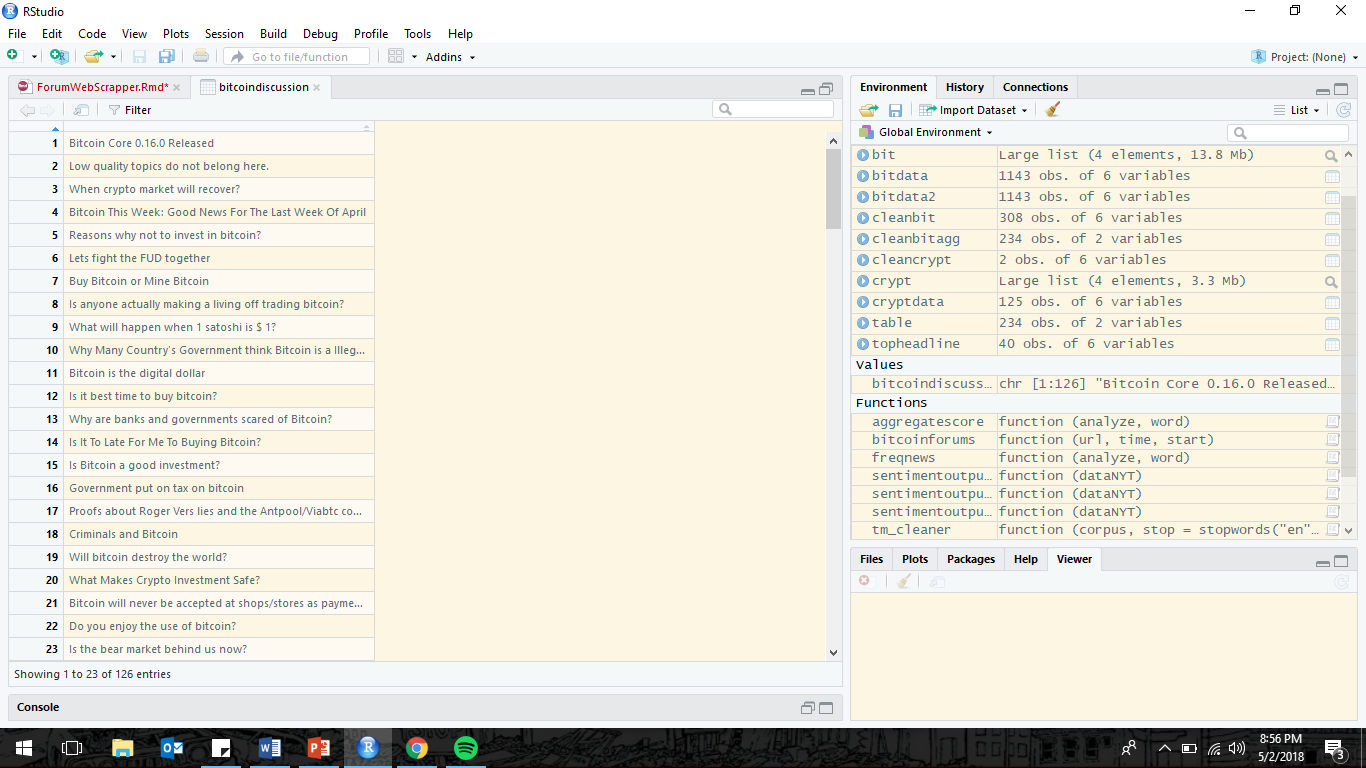 RStudio
File Edit Code View Plots Session Build Debug Profile Tools Help
Go to file/function Addins Project: (None)
ForumWebScrapper.Rmd* bitcoindiscussion
Filter
1 Bitcoin Core 0.16.0 Released
2 Low quality topics do not belong here.
3 When crypto market will recover?
4 Bitcoin This Week: Good News For The Last Week Of April
5 Reasons why not to invest in bitcoin?
6 Lets fight the FUD together
7 Buy Bitcoin or Mine Bitcoin
8 Is anyone actually making a living off trading bitcoin?
9 What will happen when 1 satoshi is $ 1?
10 Why Many Country's Government think Bitcoin is a Illeg...
11 Bitcoin is the digital dollar
12 Is it best time to buy bitcoin?
13 Why are banks and governments scared of Bitcoin?
14 Is It To Late For Me To Buying Bitcoin?
15 Is Bitcoin a good investment?
16 Government put on tax on bitcoin
17 Proofs about Roger Vers lies and the Antpool/Viabtc co...
18 Criminals and Bitcoin
19 Will bitcoin destroy the world?
20 What Makes Crypto Investment Safe?
21 Bitcoin will never be accepted at shops/stores as payme...
22 Do you enjoy the use of bitcoin?
23 Is the bear market behind us now?
Showing 1 to 23 of 126 entries
Console
Environment History Connections
Import Dataset List
Global Environment
bit Large list (4 elements, 13.8 Mb)
bitdata 1143 obs. of 6 variables
bitdata2 1143 obs. of 6 variables
cleanbit 308 obs. of 6 variables
cleanbitagg 234 obs. of 2 variables
cleancrypt 2 obs. of 6 variables
crypt Large list (4 elements, 3.3 Mb)
cryptdata 125 obs. of 6 variables
table 234 obs. of 2 variables
topheadline 40 obs. of 6 variables
Values
bitcoindiscuss... chr [1:126] "Bitcoin Core 0.16.0 Released...
Functions
aggregatescore function (analyze, word)
bitcoinforums function (url, time, start)
freqnews function (analyze, word)
sentimentoutpu... function (dataNYT)
sentimentoutpu... function (dataNYT)
sentimentoutpu... function (dataNYT)
tm_cleaner function (corpus, stop = stopwords("en"...
Files Plots Packages Help Viewer
8:56 PM
5/2/2018
3